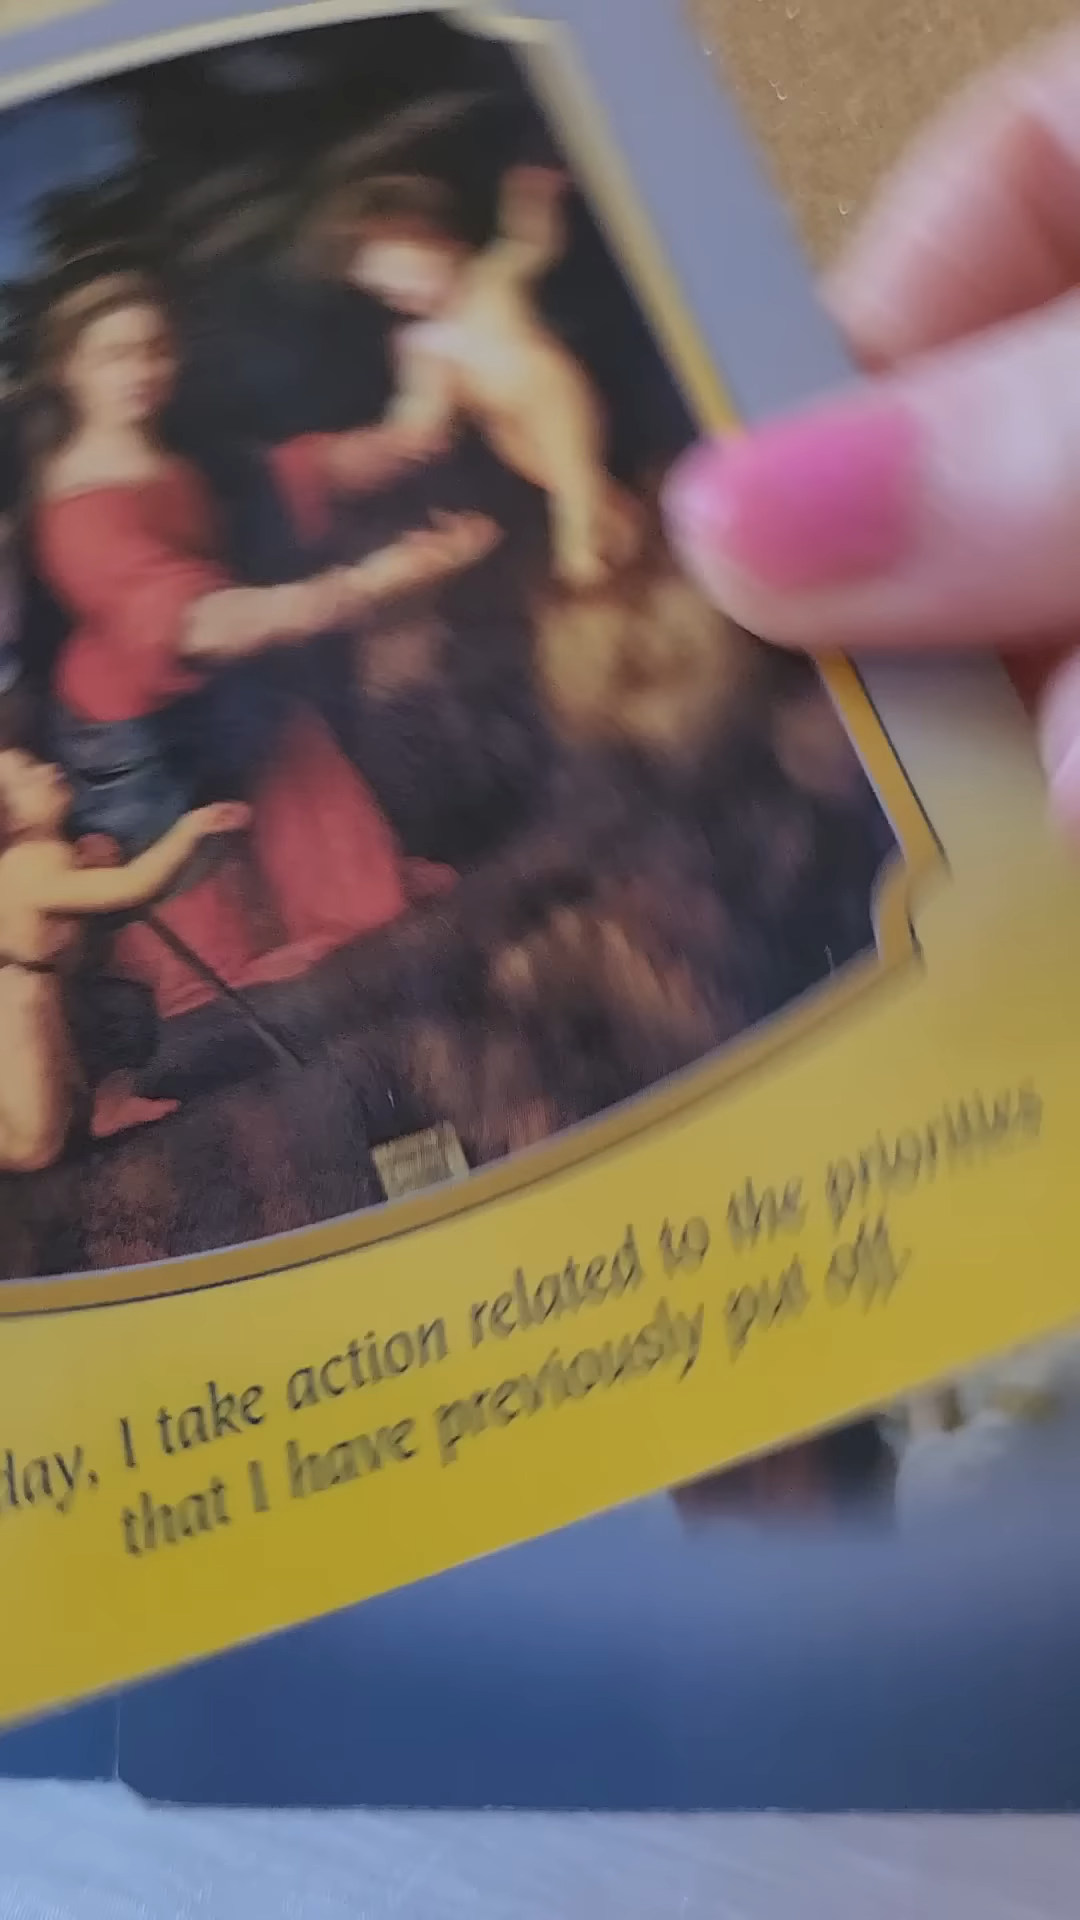 day, I take action related to the priorities
that I have previously put off.